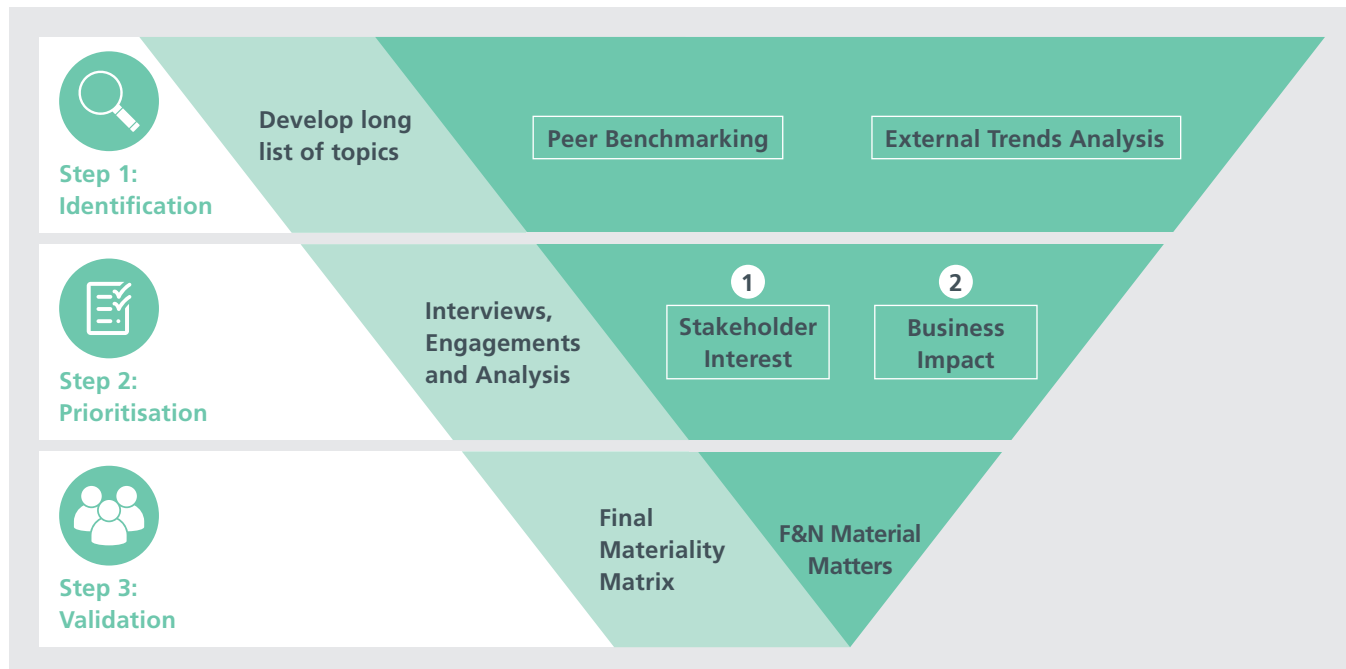 Step 1:
Identification
Develop long
list of topics
Peer Benchmarking
External Trends Analysis
Step 2:
Prioritisation
Interviews,
Engagements
and Analysis
1
Stakeholder
Interest
2
Business
Impact
Step 3:
Validation
Final
Materiality
Matrix
F&N Material
Matters